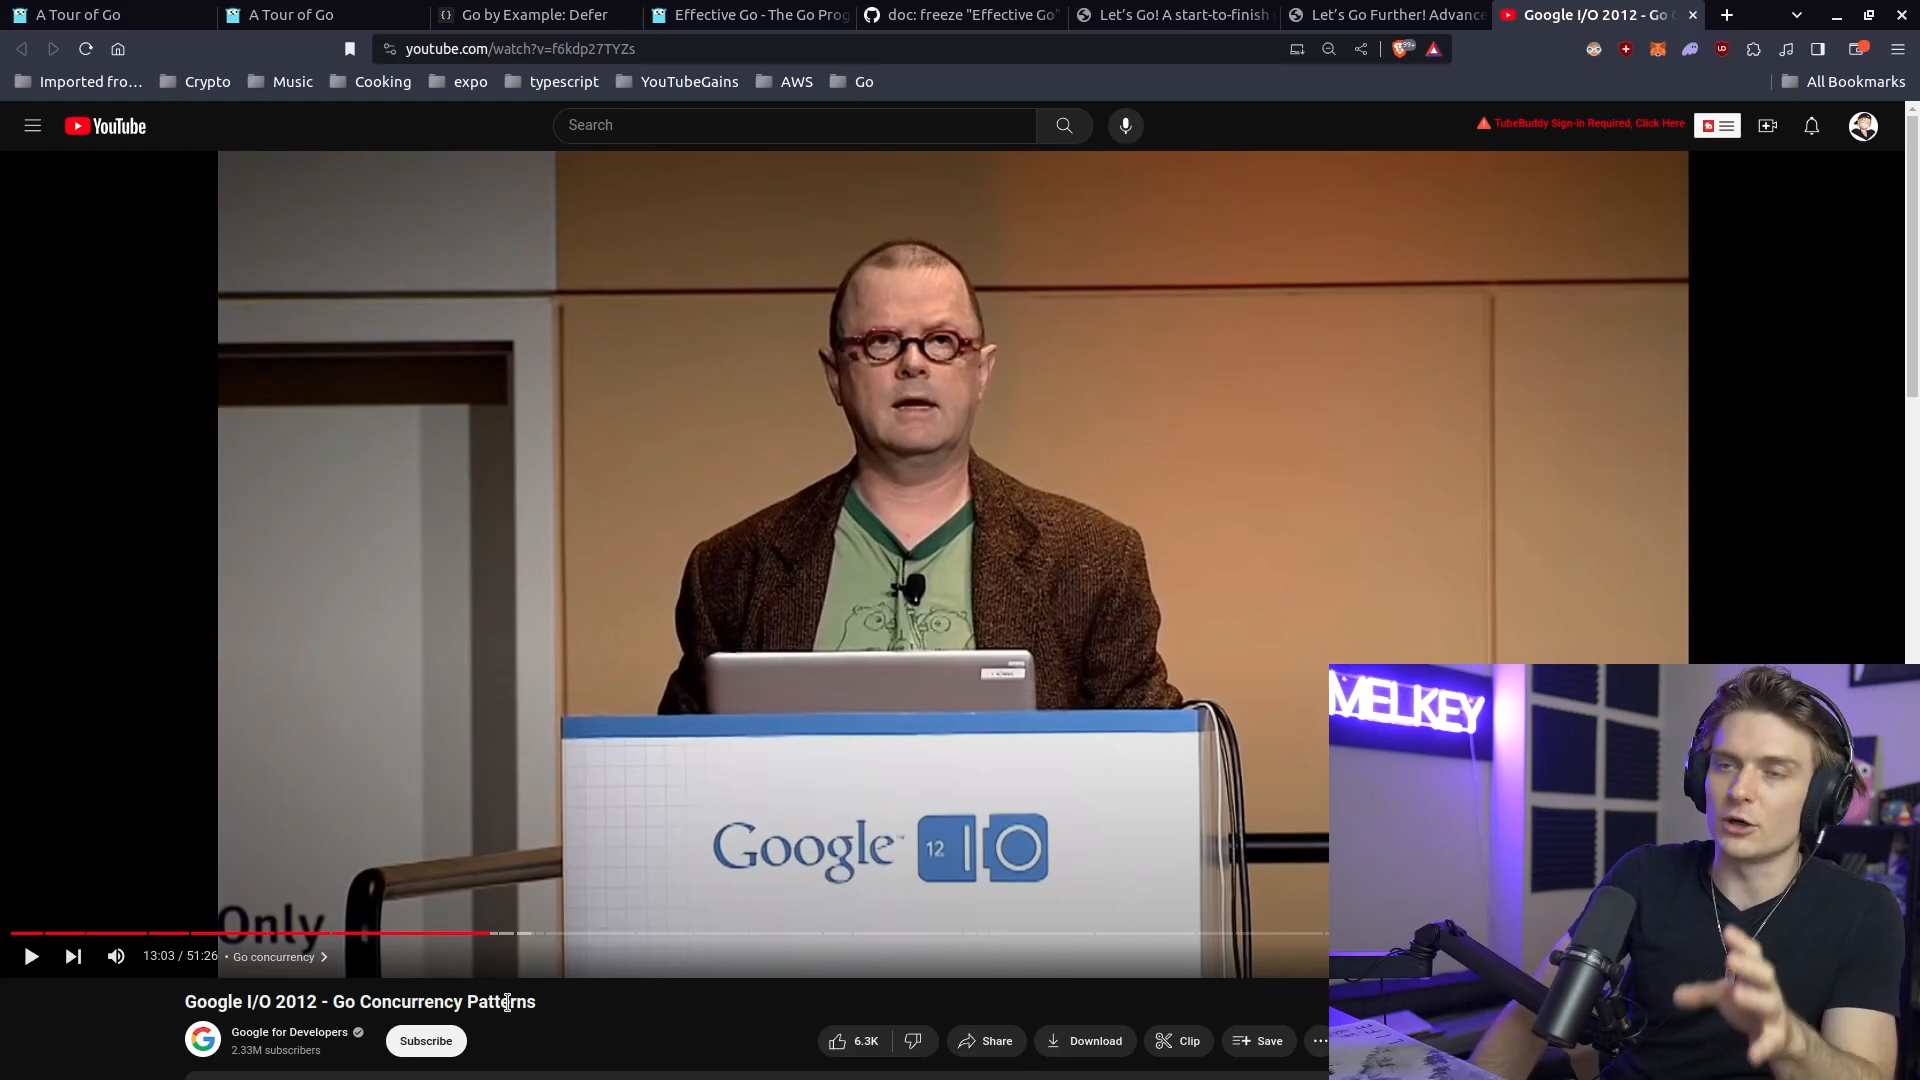 A Tour of Go
A Tour of Go
Go by Example: Defer
Effective Go - The Go Prog
doc: freeze "Effective Go"
Let's Go! A start-to-finish
Let's Go Further! Advance
Google I/O 2012 - Go
youtube.com/watch?v=f6kdp27TYZs
99+
Imported fro...
Crypto
Music
Cooking
expo
typescript
YouTubeGains
AWS
Go
All Bookmarks
YouTube
Search
TubeBuddy Sign-in Required, Click Here
MELKEY
Google 12 IO
Only
13:03 / 51:26 • Go concurrency
Google I/O 2012 - Go Concurrency Patterns
Google for Developers
2.33M subscribers
Subscribe
6.3K
Share
Download
Clip
Save